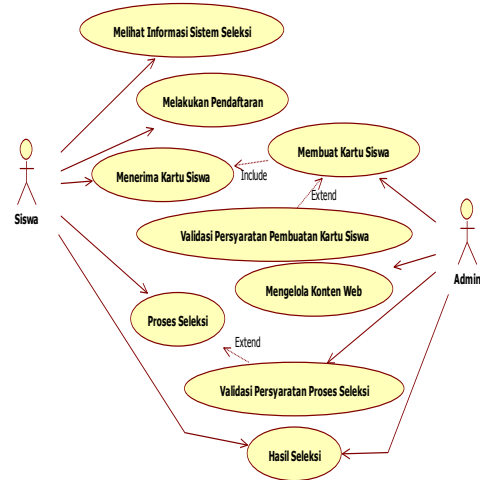 Melihat Informasi Sistem Seleksi
Melakukan Pendaftaran
Membuat Kartu Siswa
Menerima Kartu Siswa
Include
Extend
Siswa
Validasi Persyaratan Pembuatan Kartu Siswa
Admin
Mengelola Konten Web
Proses Seleksi
Extend
Validasi Persyaratan Proses Seleksi
Hasil Seleksi